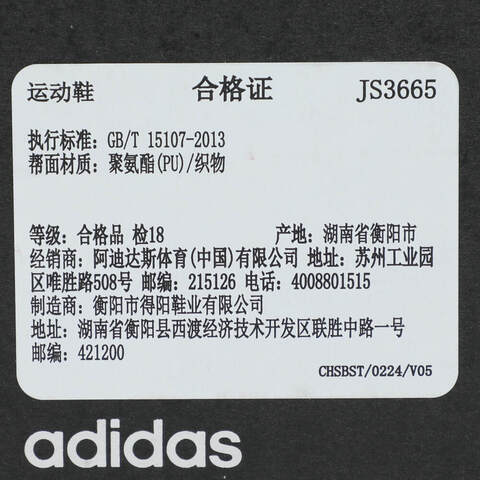 运动鞋 合格证 JS3665
执行标准: GB/T 15107-2013
帮面材质: 聚氨酯(PU)/织物
等级: 合格品 检18 产地: 湖南省衡阳市
经销商: 阿迪达斯体育(中国)有限公司 地址: 苏州工业园
区唯胜路508号 邮编: 215126 电话: 4008801515
制造商: 衡阳市得阳鞋业有限公司
地址: 湖南省衡阳县西渡经济技术开发区联胜中路一号
邮编: 421200
CHSBST/0224/V05
adidas